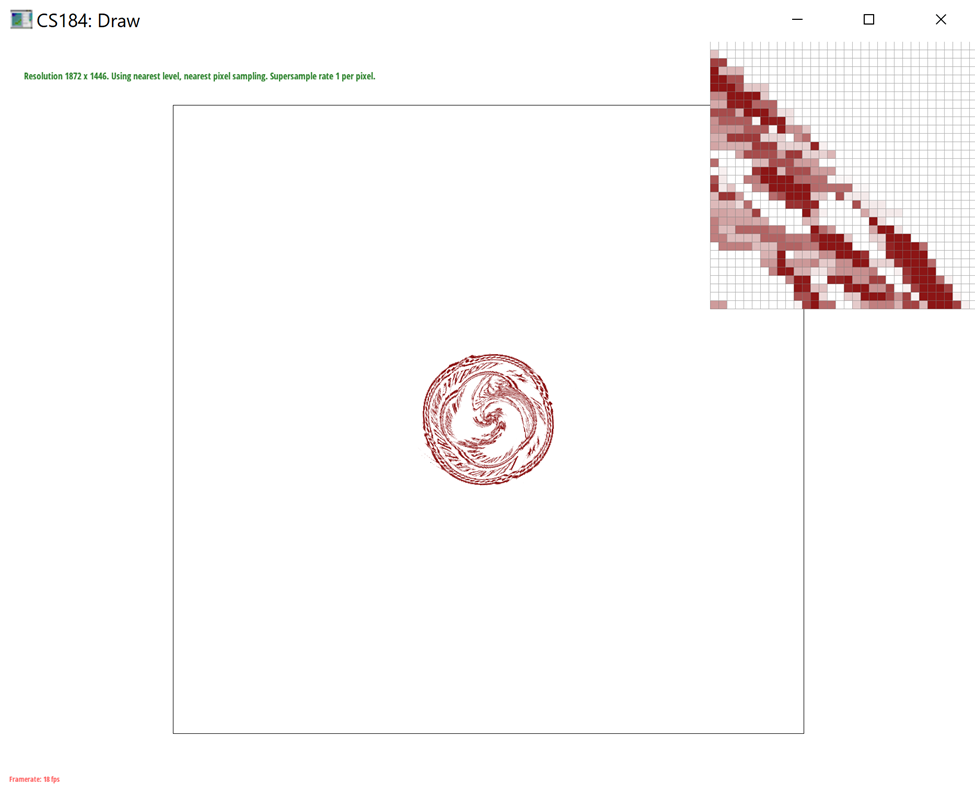 CS184: Draw
Resolution 1872 x 1446. Using nearest level, nearest pixel sampling. Supersample rate 1 per pixel.
Framerate: 18 fps